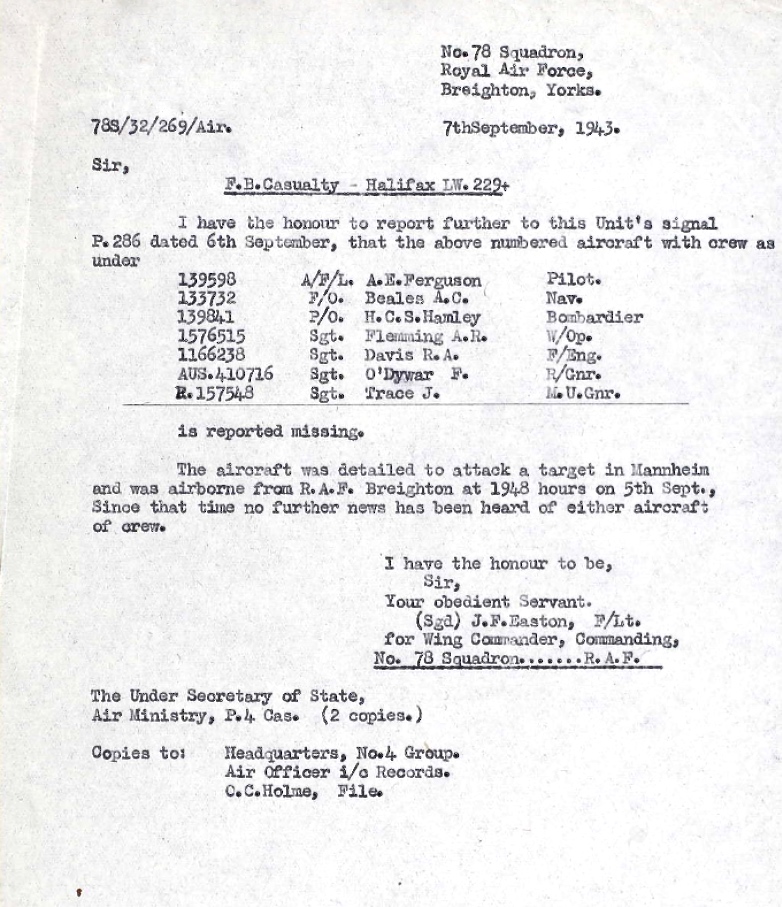 No.78 Squadron,
Royal Air Force,
Breighton, Yorks.
78S/32/269/Air. 7thSeptember, 1943.
Sir,
F.B.Casualty - Halifax LW.229+
I have the honour to report further to this Unit's signal
P.286 dated 6th September, that the above numbered aircraft with crew as
under
139598 A/F/L. A.E.Ferguson Pilot.
133732 F/O. Beales A.C. Nav.
139841 P/O. H.C.S.Hamley Bombardier
1576515 Sgt. Flemming A.R. W/Op.
1166238 Sgt. Davis R.A. F/Eng.
AUS.410716 Sgt. O'Dywar F. R/Gnr.
R.157548 Sgt. Trace J. M.U.Gnr.
is reported missing.
The aircraft was detailed to attack a target in Mannheim
and was airborne from R.A.F. Breighton at 1948 hours on 5th Sept.,
Since that time no further news has been heard of either aircraft
of crew.
I have the honour to be,
Sir,
Your obedient Servant.
(Sgd) J.F.Easton, F/Lt.
for Wing Commander, Commanding,
No. 78 Squadron.......R.A.F.
The Under Secretary of State,
Air Ministry, P.4 Cas. (2 copies.)
Copies to: Headquarters, No.4 Group.
Air Officer i/c Records.
C.C.Holme, File.